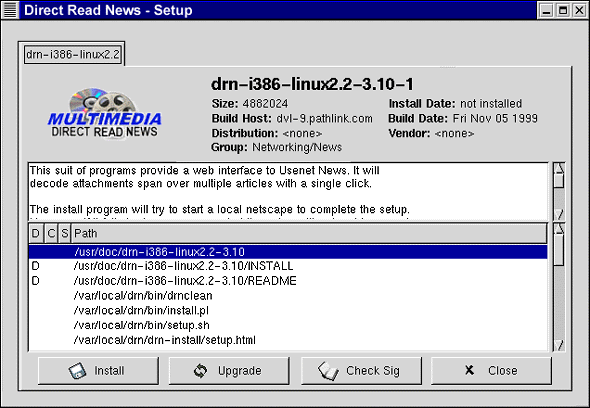 Direct Read News - Setup
drn-i386-linux2.2
MULTIMEDIA
DIRECT READ NEWS
drn-i386-linux2.2-3.10-1
Size: 4882024 Install Date: not installed
Build Host: dvl-9.pathlink.com Build Date: Fri Nov 05 1999
Distribution: <none> Vendor: <none>
Group: Networking/News
This suit of programs provide a web interface to Usenet News. It will
decode attachments span over multiple articles with a single click.
The install program will try to start a local netscape to complete the setup.
D C S Path
/usr/doc/drn-i386-linux2.2-3.10
D /usr/doc/drn-i386-linux2.2-3.10/INSTALL
D /usr/doc/drn-i386-linux2.2-3.10/README
/var/local/drn/bin/drnclean
/var/local/drn/bin/install.pl
/var/local/drn/bin/setup.sh
/var/local/drn/drn-install/setup.html
Install Upgrade Check Sig Close